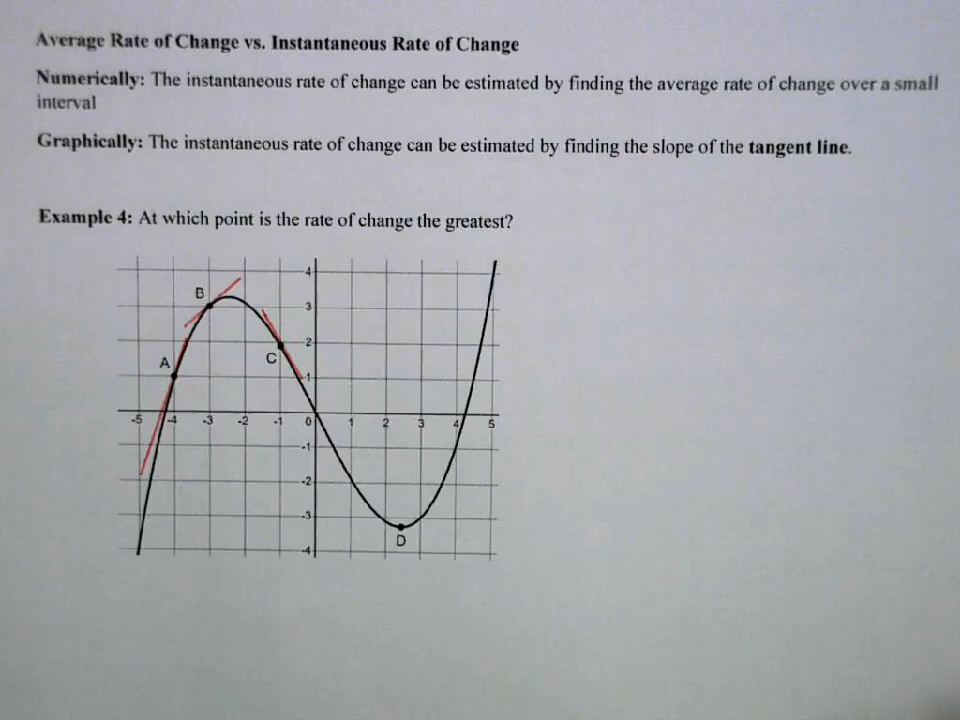 Average Rate of Change vs. Instantaneous Rate of Change
Numerically: The instantaneous rate of change can be estimated by finding the average rate of change over a small
interval
Graphically: The instantaneous rate of change can be estimated by finding the slope of the tangent line.
Example 4: At which point is the rate of change the greatest?
4
B
3
2
A
C
1
-5 -4 -3 -2 -1 0 1 2 3 4 5
-1
-2
-3
D
-4